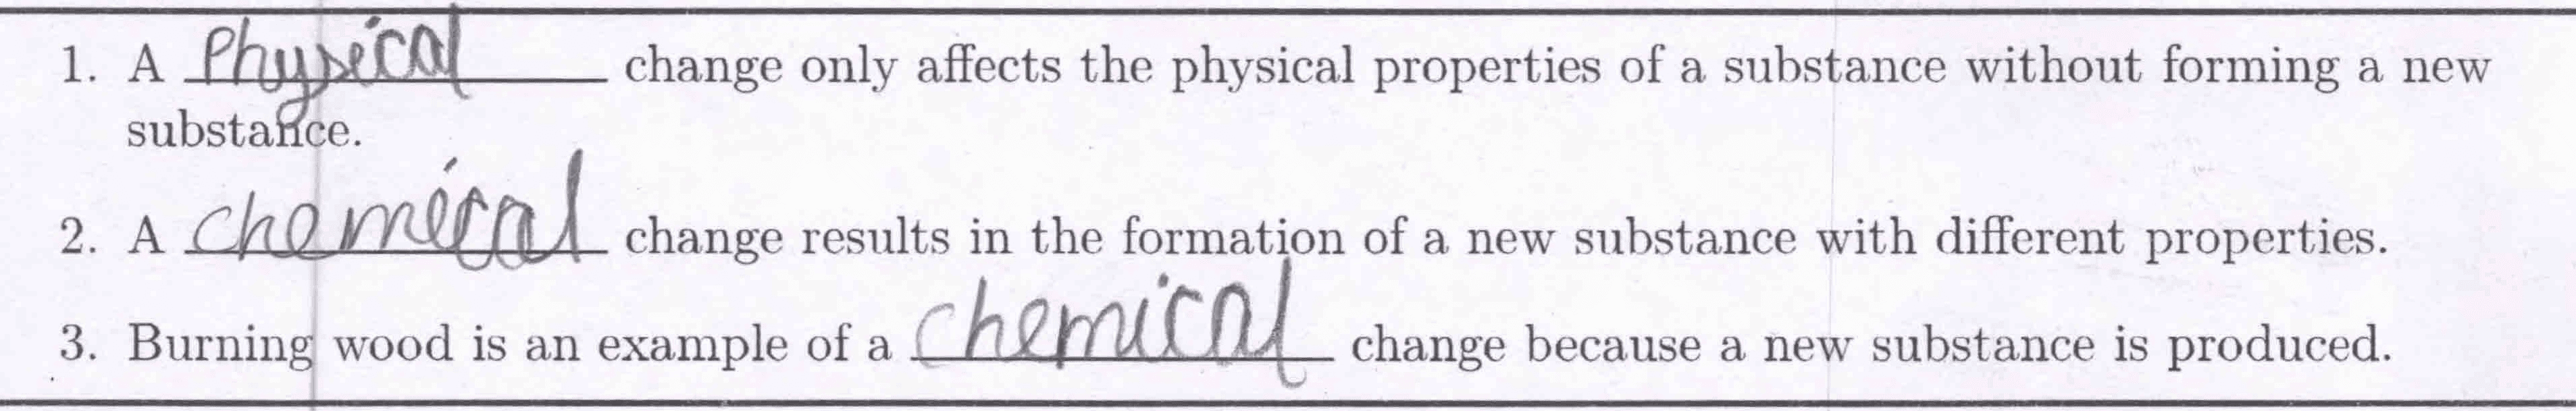 1. A Physical change only affects the physical properties of a substance without forming a new
substance.
2. A chemical change results in the formation of a new substance with different properties.
3. Burning wood is an example of a chemical change because a new substance is produced.